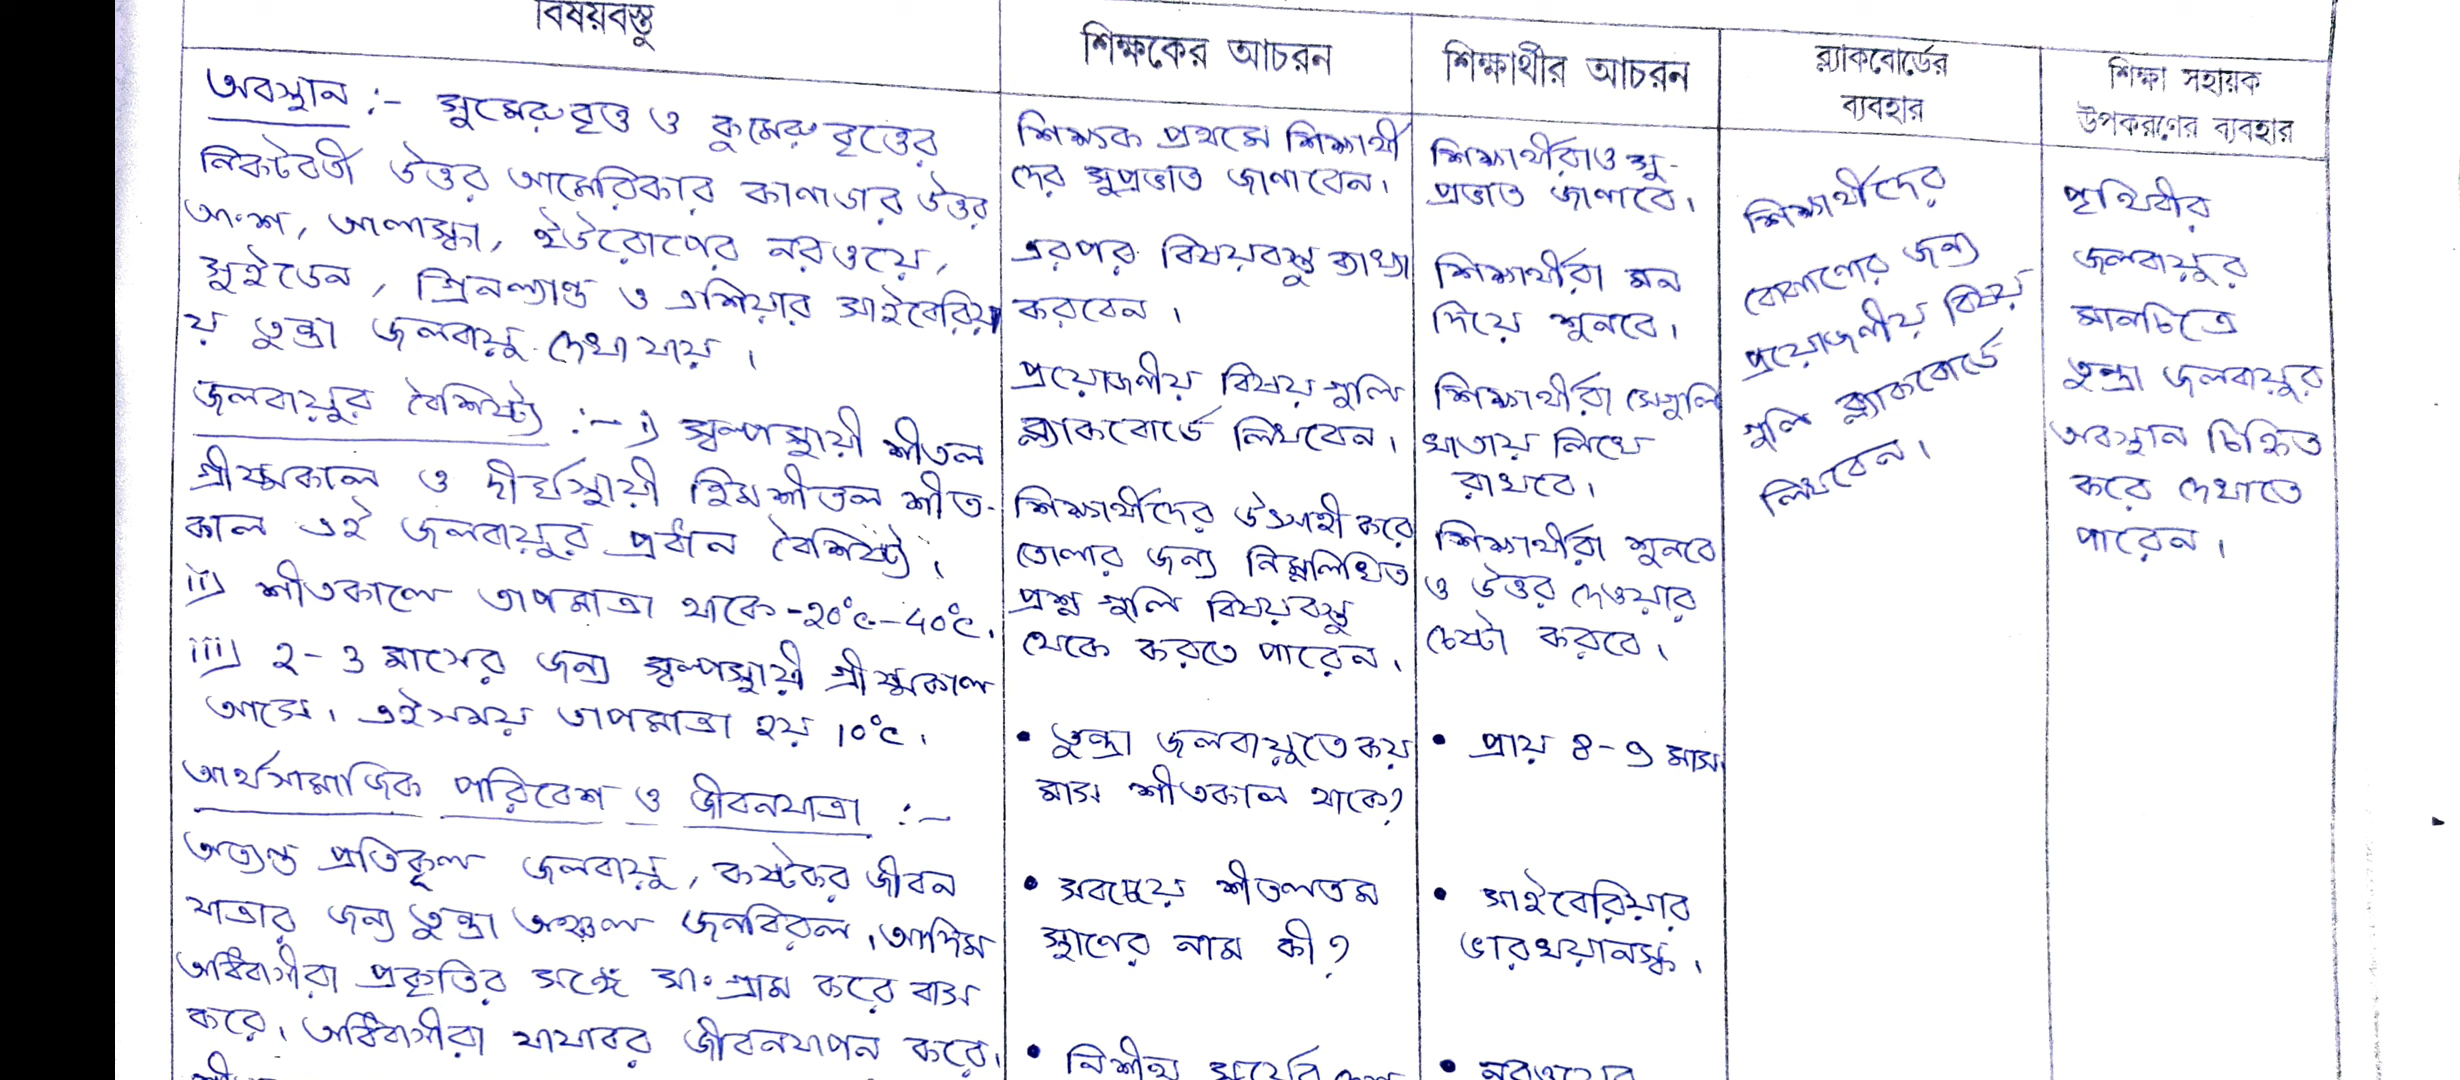 বিষয়বস্তু
অবস্থান :- সুমেরুবৃত্ত ও কুমেরু বৃত্তের
নিকটবর্তী উত্তর আমেরিকার কানাডার উত্তর
অংশ, আলাস্কা, ইউরোপের নরওয়ে,
সুইডেন, গ্রিনল্যান্ড ও এশিয়ার সাইবেরিয়া
য় তুন্দ্রা জলবায়ু দেখা যায়।
জলবায়ুর বৈশিষ্ট্য :- i) স্বল্পস্থায়ী শীতল
গ্রীষ্মকাল ও দীর্ঘস্থায়ী হিমশীতল শীত-
কাল এই জলবায়ুর প্রধান বৈশিষ্ট্য।
ii) শীতকালে তাপমাত্রা থাকে -20°c - 40°c.
iii) ২-3 মাসের জন্য স্বল্পস্থায়ী গ্রীষ্মকাল
আসে। এইসময় তাপমাত্রা হয় 10°c.
আর্থসামাজিক পারিবেশ ও জীবনযাত্রা :-
অত্যন্ত প্রতিকূল জলবায়ু, কষ্টকর জীবন
যাত্রার জন্য তুন্দ্রা অঞ্চল জনবিরল। আদিম
অধিবাসীরা প্রকৃতির সঙ্গে সংগ্রাম করে বাস
করে। অধিবাসীরা যাযাবর জীবনযাপন করে।
শিক্ষকের আচরন
শিক্ষক প্রথমে শিক্ষার্থী
দের সুপ্রভাত জানাবেন।
এরপর বিষয়বস্তু ব্যাখ্যা
করবেন।
প্রয়োজনীয় বিষয় গুলি
ব্ল্যাকবোর্ডে লিখবেন।
শিক্ষার্থীদের উৎসাহী করে
তোলার জন্য নিম্নলিখিত
প্রশ্ন গুলি বিষয়বস্তু
থেকে করতে পারেন।
• তুন্দ্রা জলবায়ুতে কয়
মাস শীতকাল থাকে?
• সবচেয়ে শীতলতম
স্থানের নাম কী?
• নিশীথ সূর্যের
শিক্ষার্থীর আচরন
শিক্ষার্থীরাও সু-
প্রভাত জানাবে।
শিক্ষার্থীরা মন
দিয়ে শুনবে।
শিক্ষার্থীরা সেগুলি
খাতায় লিখে
রাখবে।
শিক্ষার্থীরা শুনবে
ও উত্তর দেওয়ার
চেষ্টা করবে।
• প্রায় 8-9 মাস।
• সাইবেরিয়ার
ভারখয়ানস্ক।
• নরওয়ের
ব্ল্যাকবোর্ডের
ব্যবহার
শিক্ষার্থীদের
বোঝানোর জন্য
প্রয়োজনীয় বিষয়
গুলি ব্ল্যাকবোর্ডে
লিখবেন।
শিক্ষা সহায়ক
উপকরণের ব্যবহার
পৃথিবীর
জলবায়ুর
মানচিত্রে
তুন্দ্রা জলবায়ুর
অবস্থান চিহ্নিত
করে দেখাতে
পারেন।